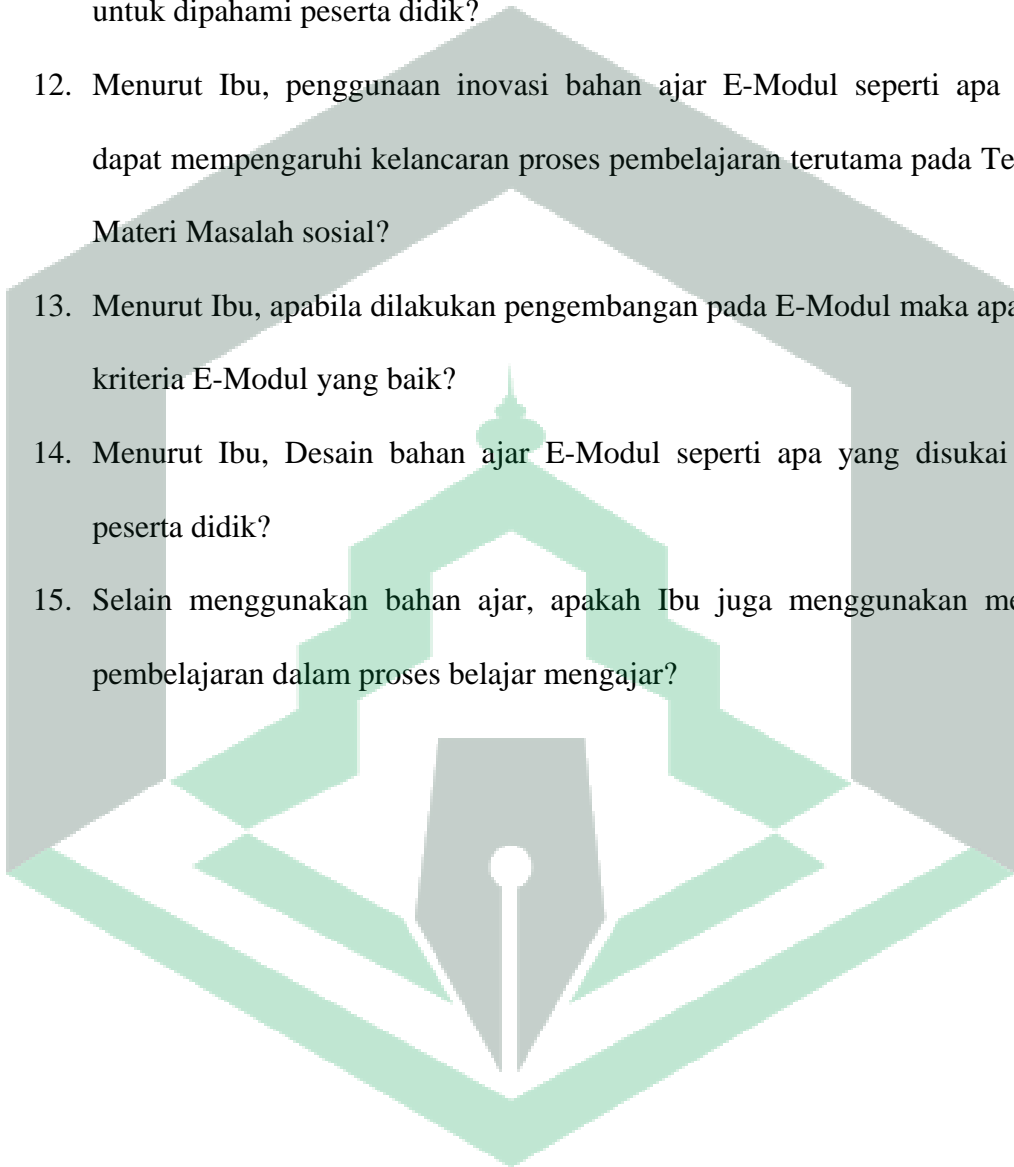 untuk dipahami peserta didik?
12. Menurut Ibu, penggunaan inovasi bahan ajar E-Modul seperti apa
dapat mempengaruhi kelancaran proses pembelajaran terutama pada
Materi Masalah sosial?
13. Menurut Ibu, apabila dilakukan pengembangan pada E-Modul maka apa
kriteria E-Modul yang baik?
14. Menurut Ibu, Desain bahan ajar E-Modul seperti apa yang disukai
peserta didik?
15. Selain menggunakan bahan ajar, apakah Ibu juga menggunakan
pembelajaran dalam proses belajar mengajar?